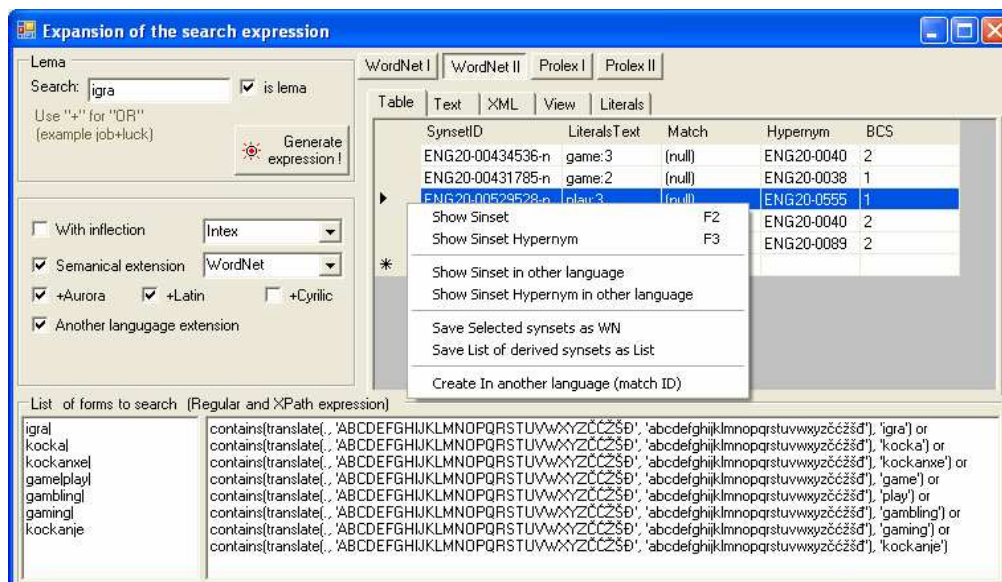 Expansion of the search expression
Lema
Search: igra
is lema
Use "+" for "OR"
(example job+luck)
Generate
expression !
With inflection
Intex
Semanical extension
WordNet
+Aurora
+Latin
+Cyrilic
Another langugage extension
WordNet I
WordNet II
Prolex I
Prolex II
Table
Text
XML
View
Literals
SynsetID LiteralsText Match Hypernym BCS
ENG20-00434536-n game:3 (null) ENG20-0040 2
ENG20-00431785-n game:2 (null) ENG20-0038 1
ENG20-00529528-n play:3 (null) ENG20-0555 1
ENG20-0040 2
ENG20-0089 2
Show Sinset F2
Show Sinset Hypernym F3
Show Sinset in other language
Show Sinset Hypernym in other language
Save Selected synsets as WN
Save List of derived synsets as List
Create In another language (match ID)
List of forms to search (Regular and XPath expression)
igra|
kocka|
kockanxe|
game|play|
gambling|
gaming|
kockanje
contains(translate(., 'ABCDEFGHIJKLMNOPQRSTUVwXYZČĆŽŠĐ', 'abcdefghijklmnopqrstuvwxyzčćžšđ'), 'igra') or
contains(translate(., 'ABCDEFGHIJKLMNOPQRSTUVwXYZČĆŽŠĐ', 'abcdefghijklmnopqrstuvwxyzčćžšđ'), 'kocka') or
contains(translate(., 'ABCDEFGHIJKLMNOPQRSTUVwXYZČĆŽŠĐ', 'abcdefghijklmnopqrstuvwxyzčćžšđ'), 'kockanxe') or
contains(translate(., 'ABCDEFGHIJKLMNOPQRSTUVwXYZČĆŽŠĐ', 'abcdefghijklmnopqrstuvwxyzčćžšđ'), 'game') or
contains(translate(., 'ABCDEFGHIJKLMNOPQRSTUVwXYZČĆŽŠĐ', 'abcdefghijklmnopqrstuvwxyzčćžšđ'), 'play') or
contains(translate(., 'ABCDEFGHIJKLMNOPQRSTUVwXYZČĆŽŠĐ', 'abcdefghijklmnopqrstuvwxyzčćžšđ'), 'gambling') or
contains(translate(., 'ABCDEFGHIJKLMNOPQRSTUVwXYZČĆŽŠĐ', 'abcdefghijklmnopqrstuvwxyzčćžšđ'), 'gaming') or
contains(translate(., 'ABCDEFGHIJKLMNOPQRSTUVwXYZČĆŽŠĐ', 'abcdefghijklmnopqrstuvwxyzčćžšđ'), 'kockanje')